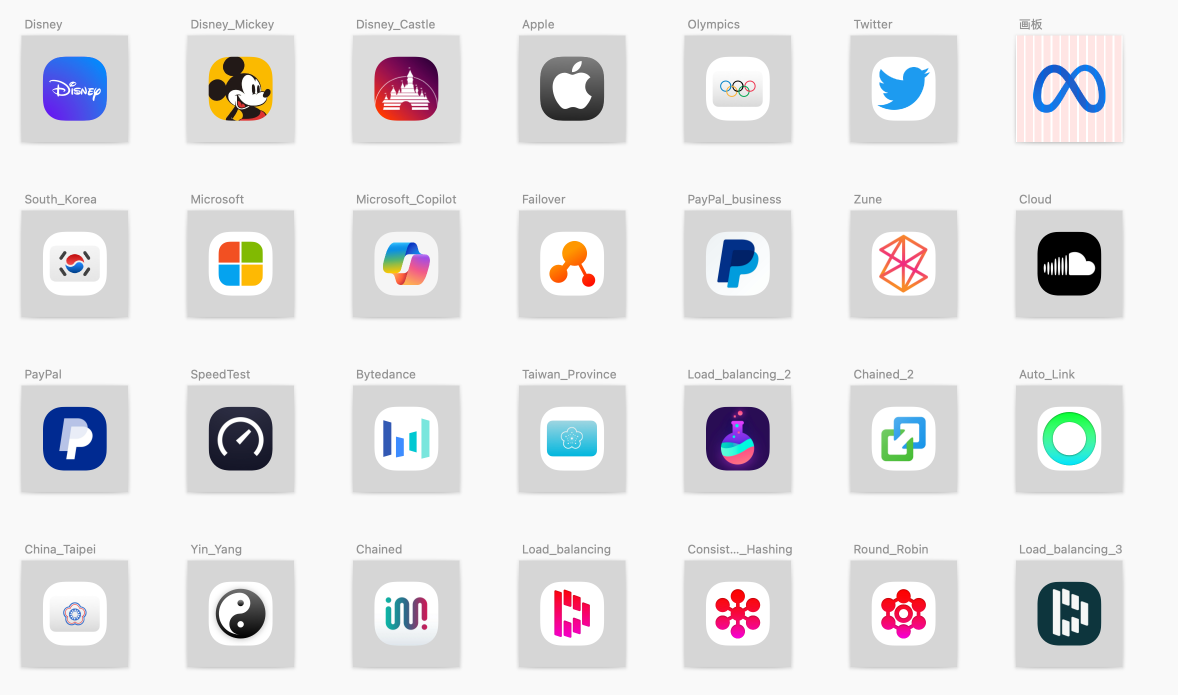 Disney
Disney_Mickey
Disney_Castle
Apple
Olympics
Twitter
画板
Disney
South_Korea
Microsoft
Microsoft_Copilot
Failover
PayPal_business
Zune
Cloud
PayPal
SpeedTest
Bytedance
Taiwan_Province
Load_balancing_2
Chained_2
Auto_Link
China_Taipei
Yin_Yang
Chained
Load_balancing
Consist..._Hashing
Round_Robin
Load_balancing_3